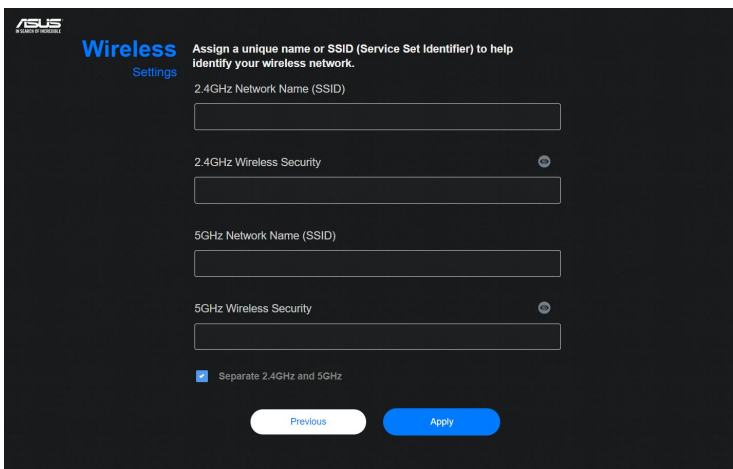 ASUS
IN SEARCH OF INCREDIBLE
Wireless
Settings
Assign a unique name or SSID (Service Set Identifier) to help
identify your wireless network.
2.4GHz Network Name (SSID)
2.4GHz Wireless Security
5GHz Network Name (SSID)
5GHz Wireless Security
Separate 2.4GHz and 5GHz
Previous
Apply